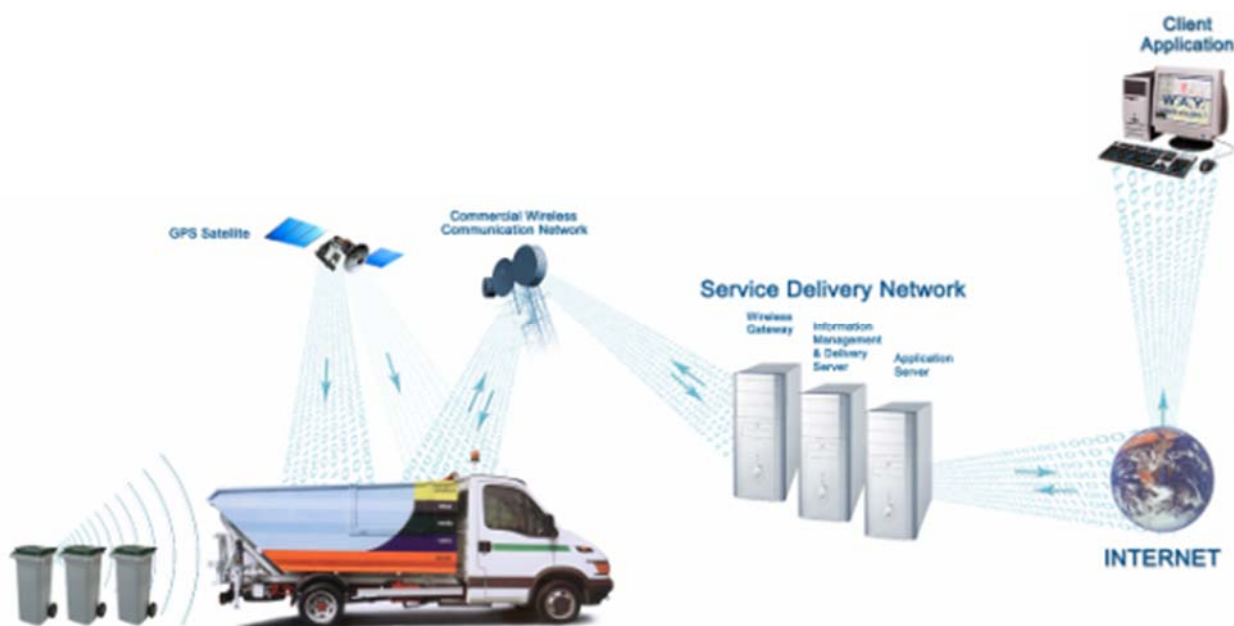 Client
Application
W.A.Y.
GPS Satellite
Commercial Wireless
Communication Network
Service Delivery Network
Wireless
Gateway
Information
Management
& Delivery
Server
Application
Server
INTERNET